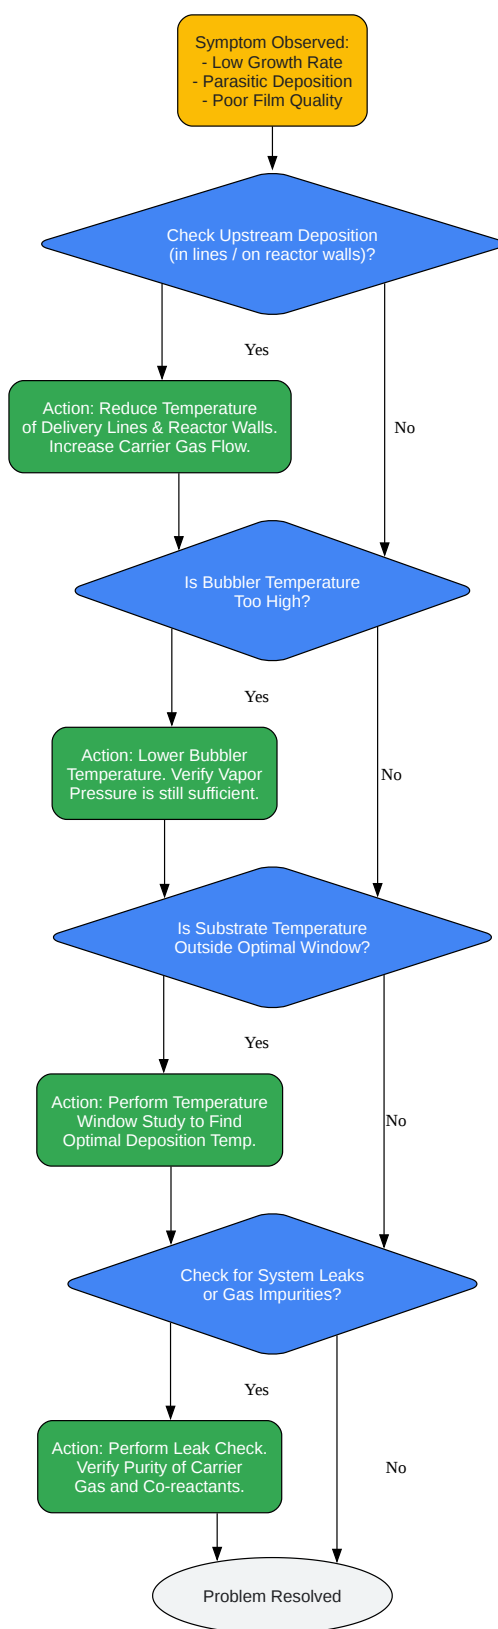 Symptom Observed:
- Low Growth Rate
- Parasitic Deposition
- Poor Film Quality
Check Upstream Deposition
(in lines / on reactor walls)?
Yes
Action: Reduce Temperature
of Delivery Lines & Reactor Walls.
Increase Carrier Gas Flow.
No
Is Bubbler Temperature
Too High?
Yes
Action: Lower Bubbler
Temperature. Verify Vapor
Pressure is still sufficient.
No
Is Substrate Temperature
Outside Optimal Window?
Yes
Action: Perform Temperature
Window Study to Find
Optimal Deposition Temp.
No
Check for System Leaks
or Gas Impurities?
Yes
Action: Perform Leak Check.
Verify Purity of Carrier
Gas and Co-reactants.
No
Problem Resolved